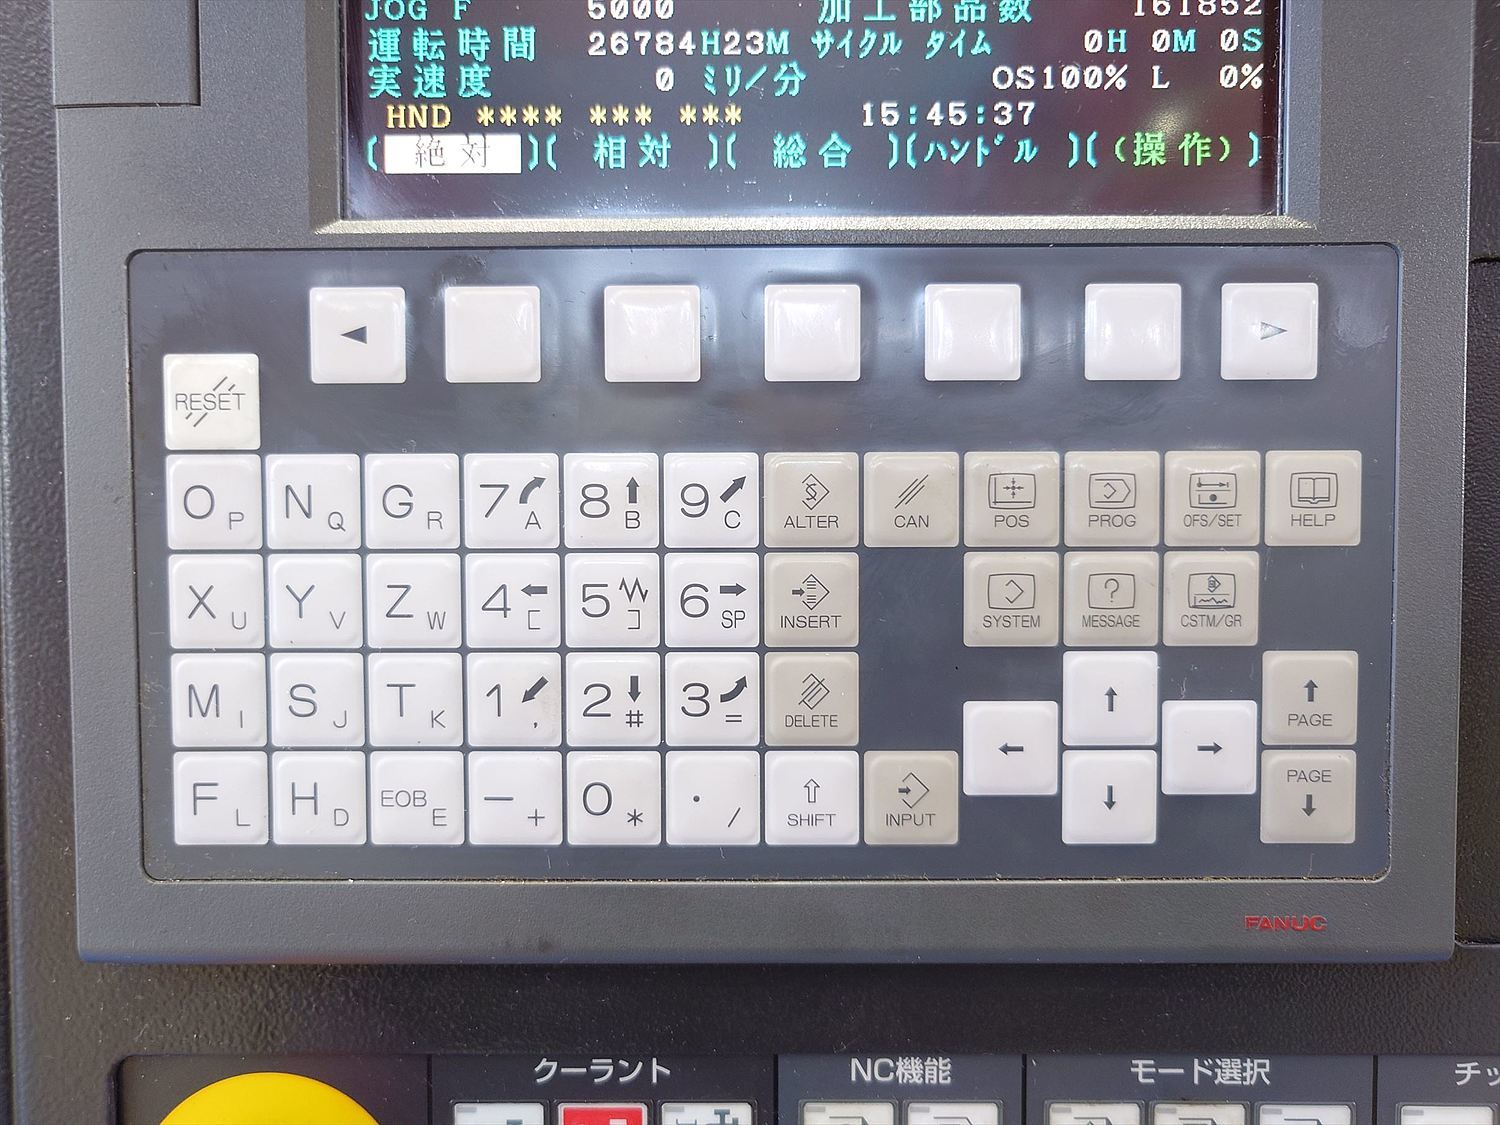 JOG F 5000 加工部品数 161852
運転時間 26784H23M サイクル タイム 0H 0M 0S
実速度 0 ミリ/分 OS100% L 0%
HND **** *** *** 15:45:37
( 絶対 )( 相対 )( 総合 )(ハンドル )((操作))
◄ ►
RESET
O P N Q G R 7 A 8 B 9 C ALTER CAN POS PROG OFS/SET HELP
X U Y V Z W 4 [ 5 ] 6 SP INSERT SYSTEM MESSAGE CSTM/GR
M I S J T K 1 , 2 # 3 = DELETE ↑ ↑ PAGE
← →
F L H D EOB E - + 0 * . / SHIFT INPUT ↓ PAGE ↓
FANUC
クーラント NC機能 モード選択